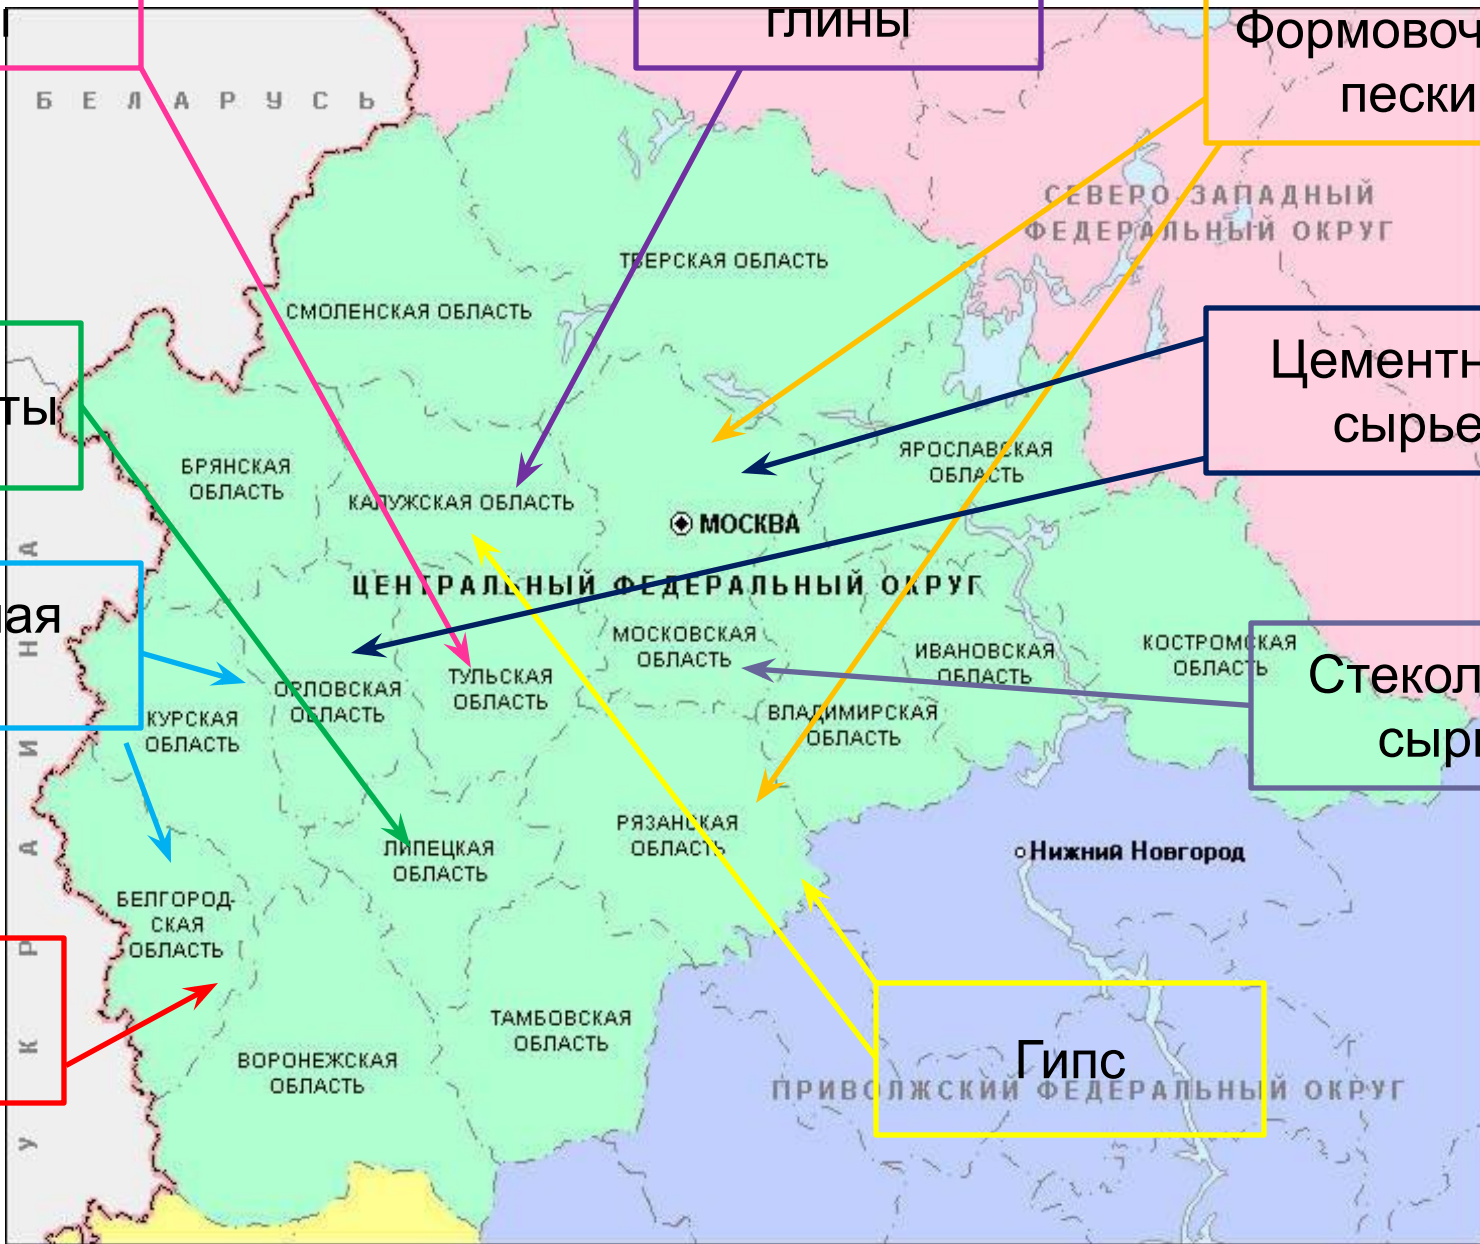 глины
Формовоч
пески
БЕЛАРУСЬ
СЕВЕРО-ЗАПАДНЫЙ
ФЕДЕРАЛЬНЫЙ ОКРУГ
ТВЕРСКАЯ ОБЛАСТЬ
СМОЛЕНСКАЯ ОБЛАСТЬ
Цементн
сырье
ты
БРЯНСКАЯ
ОБЛАСТЬ
КАЛУЖСКАЯ ОБЛАСТЬ
ЯРОСЛАВСКАЯ
ОБЛАСТЬ
МОСКВА
ЦЕНТРАЛЬНЫЙ ФЕДЕРАЛЬНЫЙ ОКРУГ
ная
МОСКОВСКАЯ
ОБЛАСТЬ
ИВАНОВСКАЯ
ОБЛАСТЬ
КОСТРОМСКАЯ
ОБЛАСТЬ
Стекол
сыр
ОРЛОВСКАЯ
ОБЛАСТЬ
ТУЛЬСКАЯ
ОБЛАСТЬ
КУРСКАЯ
ОБЛАСТЬ
ВЛАДИМИРСКАЯ
ОБЛАСТЬ
РЯЗАНСКАЯ
ОБЛАСТЬ
ЛИПЕЦКАЯ
ОБЛАСТЬ
Нижний Новгород
БЕЛГОРОД-
СКАЯ
ОБЛАСТЬ
ТАМБОВСКАЯ
ОБЛАСТЬ
ВОРОНЕЖСКАЯ
ОБЛАСТЬ
Гипс
ПРИВОЛЖСКИЙ ФЕДЕРАЛЬНЫЙ ОКРУГ
УКРАИНА